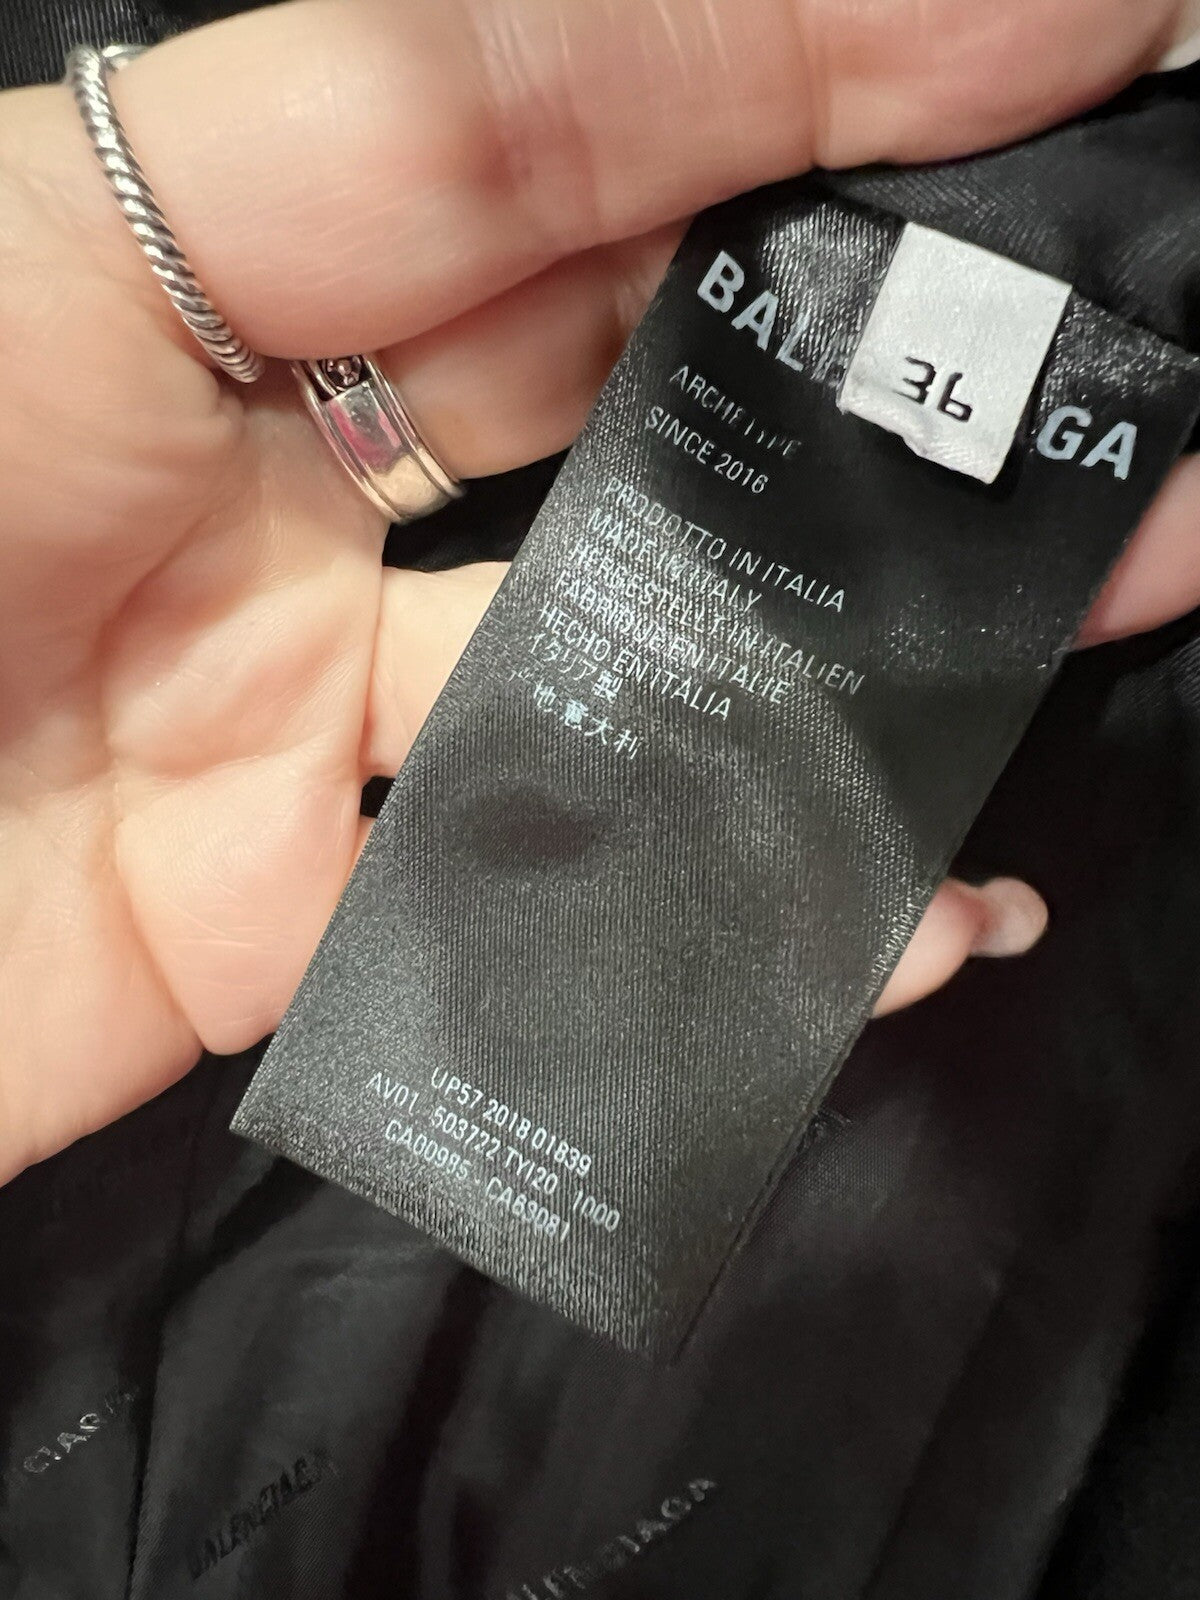 BAL GA
36
ARCHETYPE
SINCE 2016
PRODOTTO IN ITALIA
MADE IN ITALY
HERGESTELLT IN ITALIEN
FABRIQUE EN ITALIE
HECHO EN ITALIA
イタリア製
地 意大利
UP57 2018 01839
AV01 503722 TYI20 1000
CA00985 - CA63081
BALENCIAGA